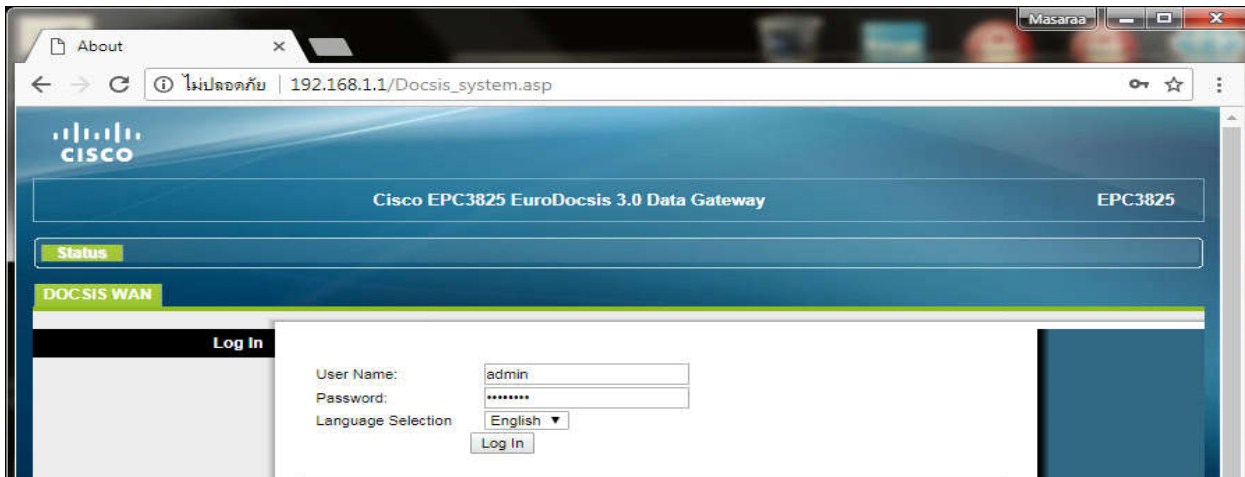 Masaraa
About
ไม่ปลอดภัย 192.168.1.1/Docsis_system.asp
CISCO
Cisco EPC3825 EuroDocsis 3.0 Data Gateway EPC3825
Status
DOCSIS WAN
Log In
User Name: admin
Password: ••••••••
Language Selection English ▼
Log In